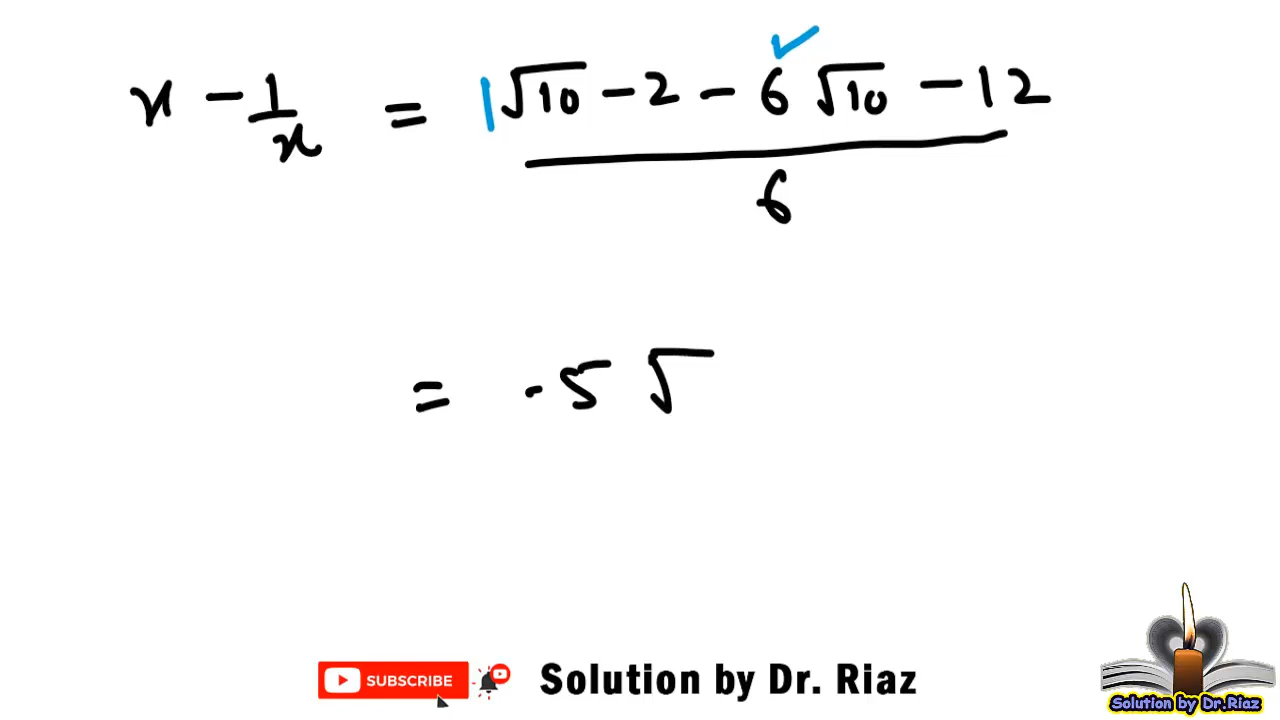 x - 1/x = 1√10 - 2 - 6√10 - 12
6
= -5√
SUBSCRIBE Solution by Dr. Riaz
Solution by Dr.Riaz